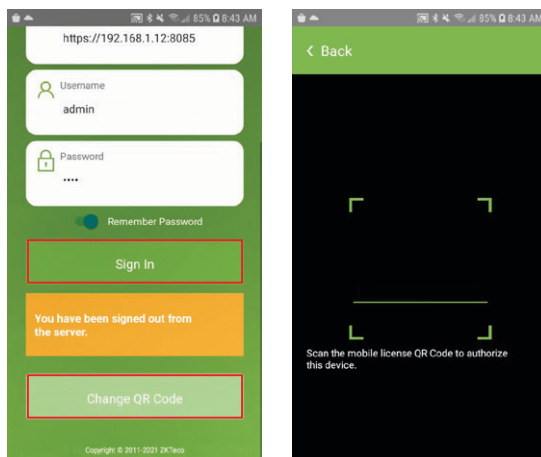 85% 8:43 AM
https://192.168.1.12:8085
Username
admin
Password
••••
Remember Password
Sign In
You have been signed out from
the server.
Change QR Code
Copyright © 2011-2021 ZKTeco
85% 8:43 AM
Back
Scan the mobile license QR Code to authorize
this device.